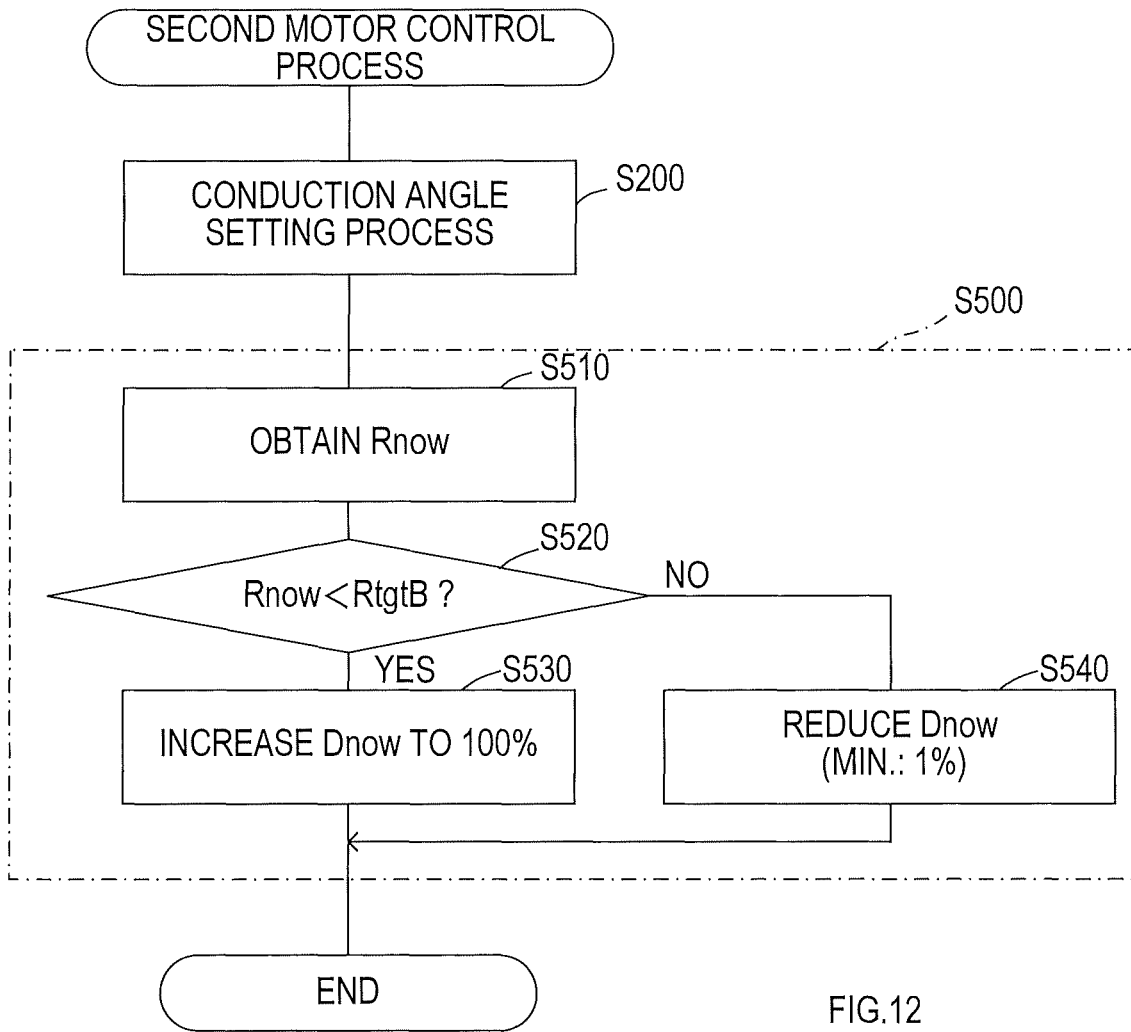 SECOND MOTOR CONTROL
PROCESS
S200
CONDUCTION ANGLE
SETTING PROCESS
S500
S510
OBTAIN Rnow
S520
Rnow<RtgtB ?
NO
YES
S530
INCREASE Dnow TO 100%
S540
REDUCE Dnow
(MIN.: 1%)
END
FIG.12